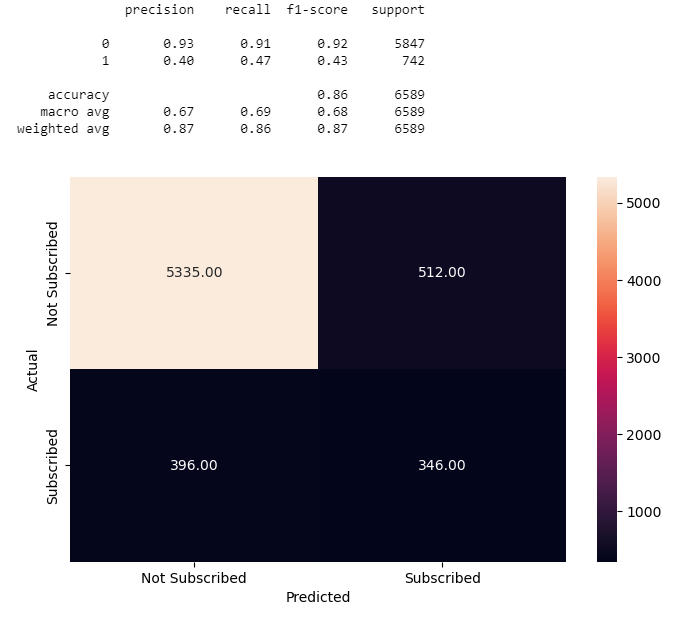 precision recall f1-score support
0 0.93 0.91 0.92 5847
1 0.40 0.47 0.43 742
accuracy 0.86 6589
macro avg 0.67 0.69 0.68 6589
weighted avg 0.87 0.86 0.87 6589
5335.00 512.00
396.00 346.00
Not Subscribed
Subscribed
Actual
Not Subscribed Subscribed
Predicted
5000
4000
3000
2000
1000